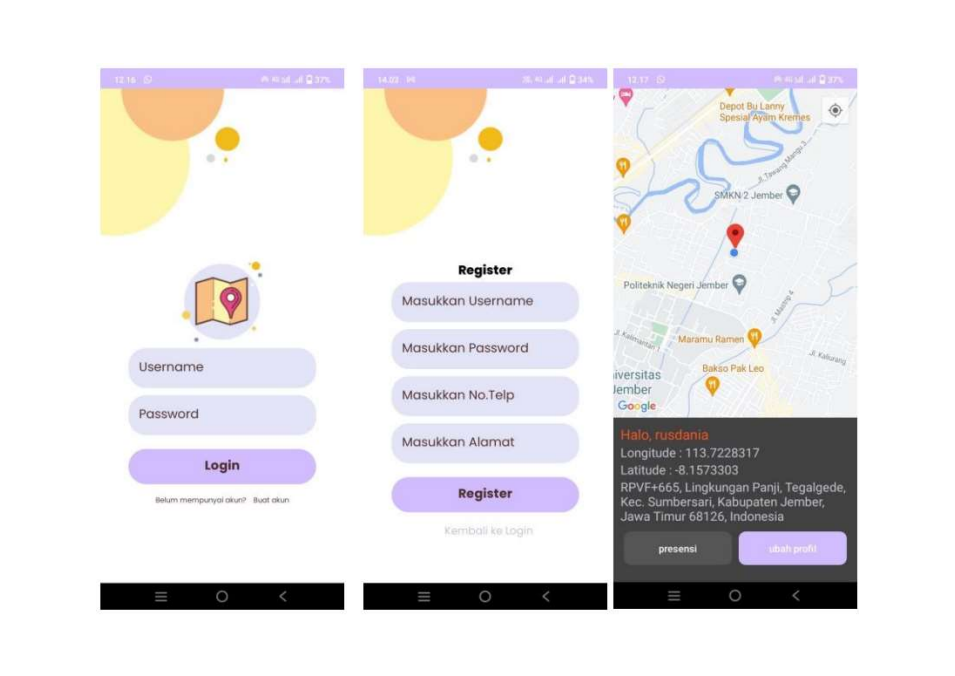 12.16 37%
Username
Password
Login
Belum mempunyai akun? Buat akun
14.03 34%
Register
Masukkan Username
Masukkan Password
Masukkan No.Telp
Masukkan Alamat
Register
Kembali ke Login
12.17 37%
Depot Bu Lanny
Spesial Ayam Kremes
Jl. Tawang Mangu 3
SMKN 2 Jember
Politeknik Negeri Jember
Jl. Mastrip 4
Jl. Kalimantan 1
Maramu Ramen
Jl. Kaliurang
iversitas
Jember
Bakso Pak Leo
Google
Halo, rusdania
Longitude : 113.7228317
Latitude : -8.1573303
RPVF+665, Lingkungan Panji, Tegalgede,
Kec. Sumbersari, Kabupaten Jember,
Jawa Timur 68126, Indonesia
presensi ubah profil